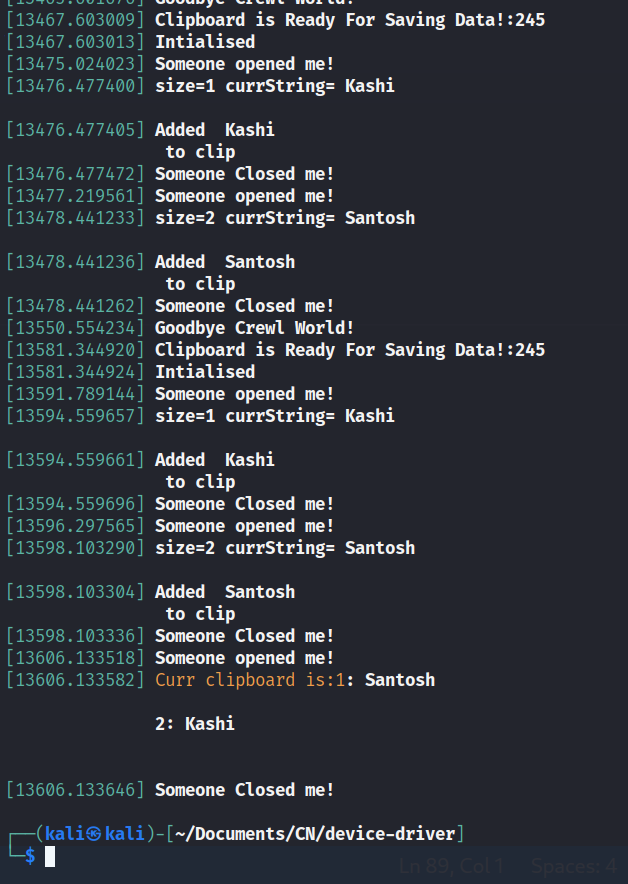 Goodbye Crewl World!
[13467.603009] Clipboard is Ready For Saving Data!:245
[13467.603013] Intialised
[13475.024023] Someone opened me!
[13476.477400] size=1 currString= Kashi
[13476.477405] Added  Kashi
to clip
[13476.477472] Someone Closed me!
[13477.219561] Someone opened me!
[13478.441233] size=2 currString= Santosh
[13478.441236] Added  Santosh
to clip
[13478.441262] Someone Closed me!
[13550.554234] Goodbye Crewl World!
[13581.344920] Clipboard is Ready For Saving Data!:245
[13581.344924] Intialised
[13591.789144] Someone opened me!
[13594.559657] size=1 currString= Kashi
[13594.559661] Added  Kashi
to clip
[13594.559696] Someone Closed me!
[13596.297565] Someone opened me!
[13598.103290] size=2 currString= Santosh
[13598.103304] Added  Santosh
to clip
[13598.103336] Someone Closed me!
[13606.133518] Someone opened me!
[13606.133582] Curr clipboard is:1: Santosh
2: Kashi
[13606.133646] Someone Closed me!
┌──(kali㉿kali)-[~/Documents/CN/device-driver]
└─$
Ln 89, Col 1 Spaces: 4